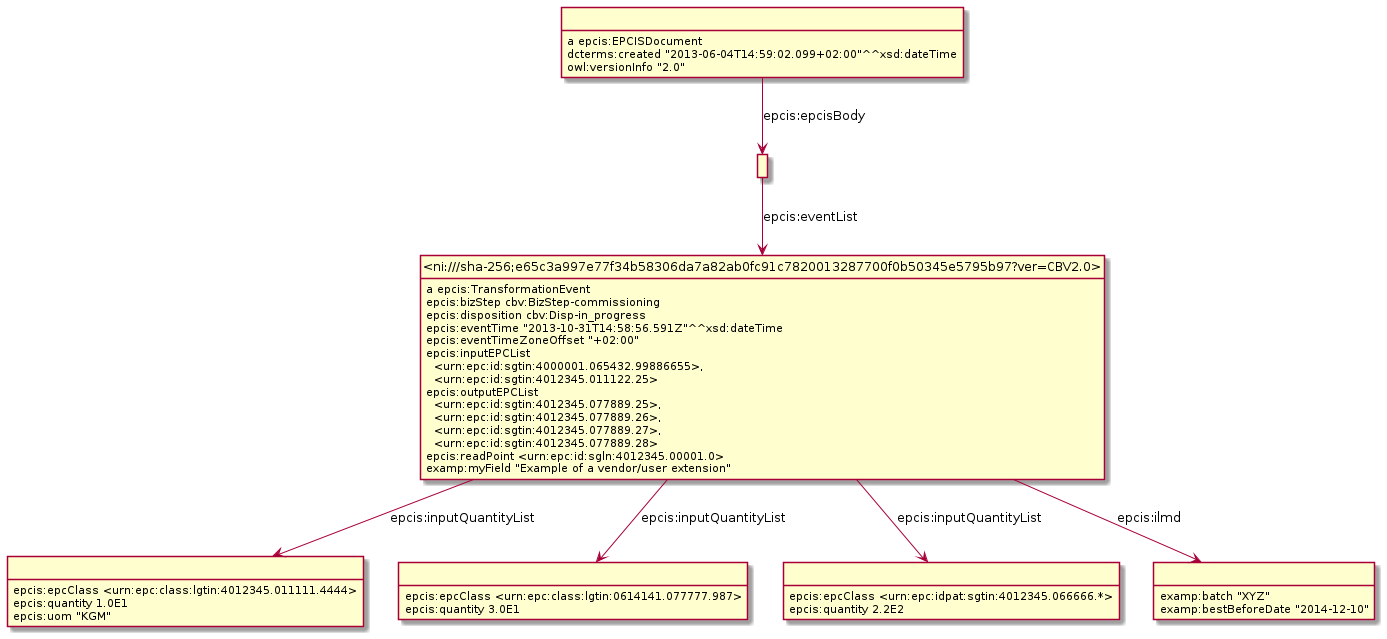 a epcis:EPCISDocument
dcterms:created "2013-06-04T14:59:02.099+02:00"^^xsd:dateTime
owl:versionInfo "2.0"
epcis:epcisBody
epcis:eventList
<ni:///sha-256;e65c3a997e77f34b58306da7a82ab0fc91c7820013287700f0b50345e5795b97?ver=CBV2.0>
a epcis:TransformationEvent
epcis:bizStep cbv:BizStep-commissioning
epcis:disposition cbv:Disp-in_progress
epcis:eventTime "2013-10-31T14:58:56.591Z"^^xsd:dateTime
epcis:eventTimeZoneOffset "+02:00"
epcis:inputEPCList
<urn:epc:id:sgtin:4000001.065432.99886655>,
<urn:epc:id:sgtin:4012345.011122.25>
epcis:outputEPCList
<urn:epc:id:sgtin:4012345.077889.25>,
<urn:epc:id:sgtin:4012345.077889.26>,
<urn:epc:id:sgtin:4012345.077889.27>,
<urn:epc:id:sgtin:4012345.077889.28>
epcis:readPoint <urn:epc:id:sgln:4012345.00001.0>
examp:myField "Example of a vendor/user extension"
epcis:inputQuantityList
epcis:inputQuantityList
epcis:inputQuantityList
epcis:ilmd
epcis:epcClass <urn:epc:class:lgtin:4012345.011111.4444>
epcis:quantity 1.0E1
epcis:uom "KGM"
epcis:epcClass <urn:epc:class:lgtin:0614141.077777.987>
epcis:quantity 3.0E1
epcis:epcClass <urn:epc:idpat:sgtin:4012345.066666.*>
epcis:quantity 2.2E2
examp:batch "XYZ"
examp:bestBeforeDate "2014-12-10"